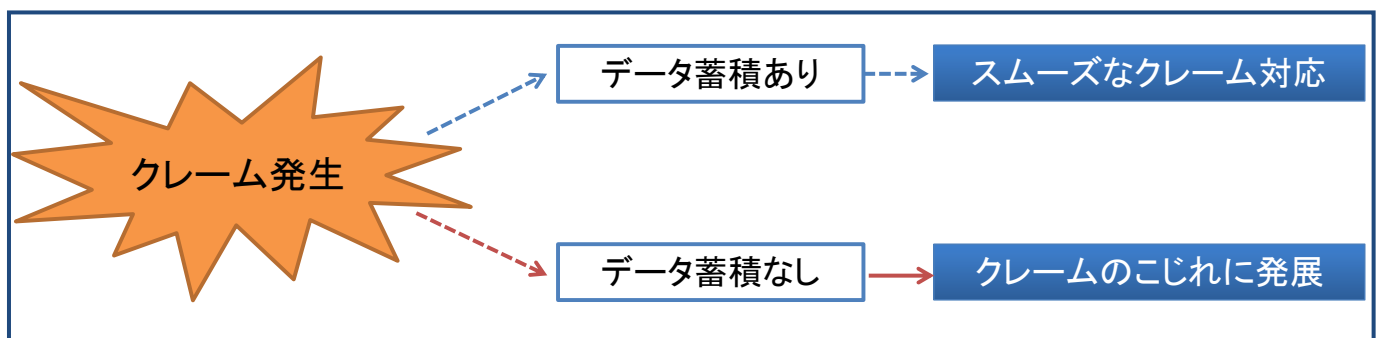 データ蓄積あり
スムーズなクレーム対応
クレーム発生
データ蓄積なし
クレームのこじれに発展